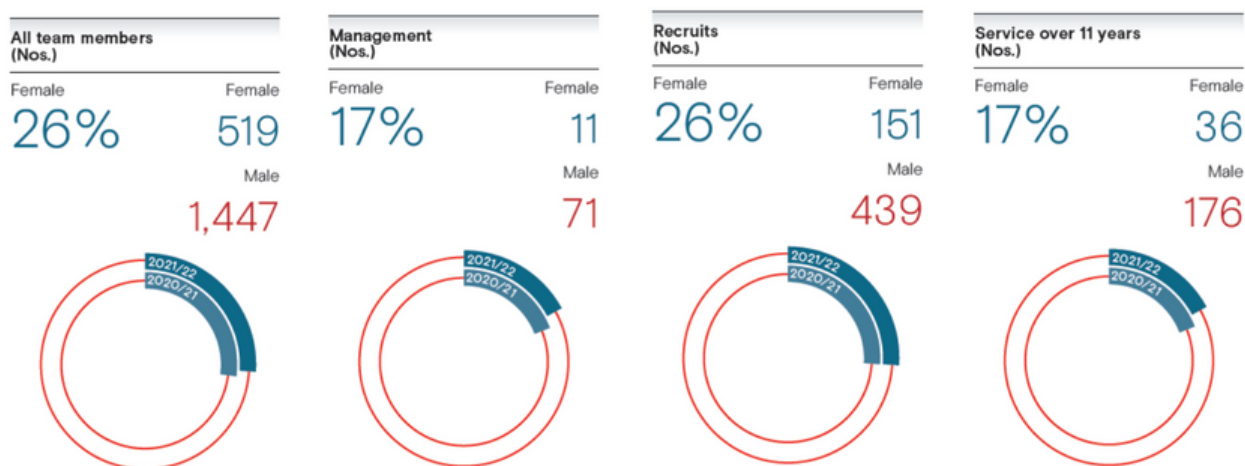 All team members
(Nos.)
Female Female
26% 519
Male
1,447
2021/22
2020/21
Management
(Nos.)
Female Female
17% 11
Male
71
2021/22
2020/21
Recruits
(Nos.)
Female Female
26% 151
Male
439
2021/22
2020/21
Service over 11 years
(Nos.)
Female Female
17% 36
Male
176
2021/22
2020/21